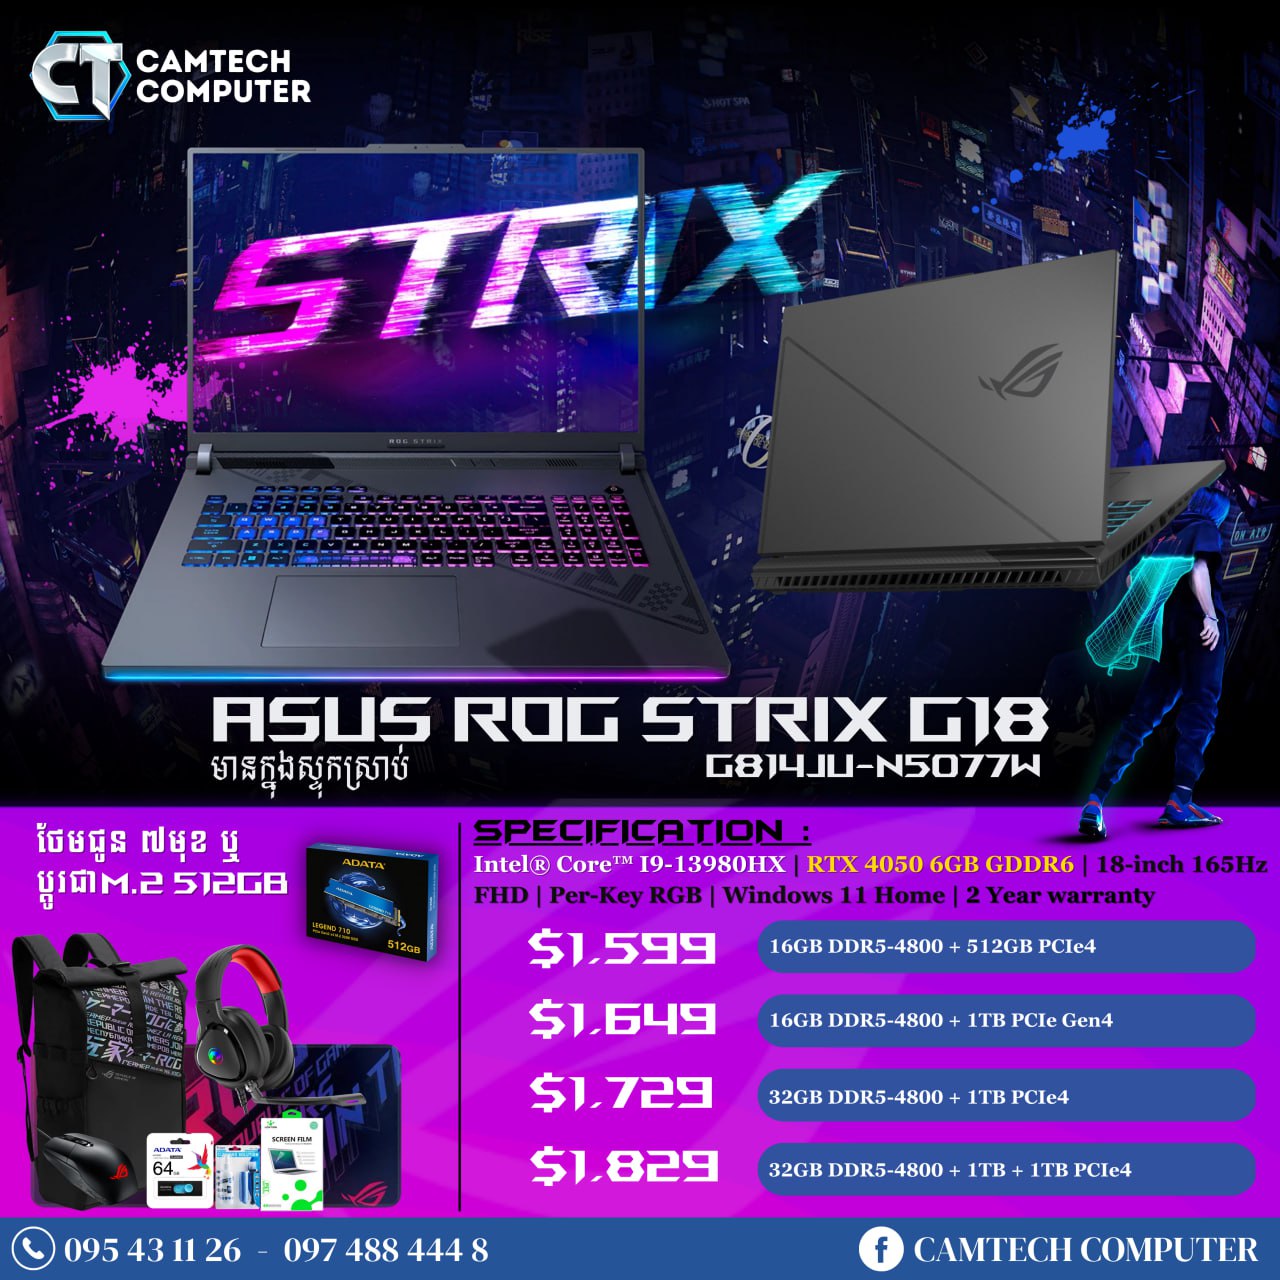 CAMTECH
COMPUTER
STRIX
ROG STRIX
ON AIR
ASUS ROG STRIX G18
មានក្នុងស្តុកស្រាប់
G814JU-N5077W
ថែមជូន ៧មុខ ឬ
ប្តូរជាM.2 512GB
ADATA
LEGEND 710
512GB
ADATA
64GB
SCREEN FILM
SPECIFICATION :
Intel® Core™ I9-13980HX | RTX 4050 6GB GDDR6 | 18-inch 165Hz
FHD | Per-Key RGB | Windows 11 Home | 2 Year warranty
$1,599 16GB DDR5-4800 + 512GB PCIe4
$1,649 16GB DDR5-4800 + 1TB PCIe Gen4
$1,729 32GB DDR5-4800 + 1TB PCIe4
$1,829 32GB DDR5-4800 + 1TB + 1TB PCIe4
095 43 11 26 - 097 488 444 8
CAMTECH COMPUTER